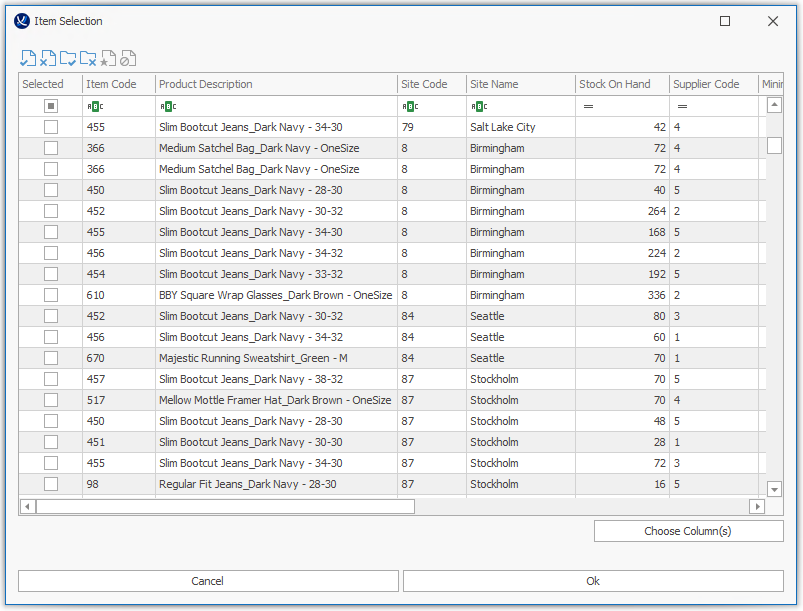 Item Selection
Selected Item Code Product Description Site Code Site Name Stock On Hand Supplier Code Minir
ABC ABC ABC ABC = =
455 Slim Bootcut Jeans_Dark Navy - 34-30 79 Salt Lake City 42 4
366 Medium Satchel Bag_Dark Navy - OneSize 8 Birmingham 72 4
366 Medium Satchel Bag_Dark Navy - OneSize 8 Birmingham 72 4
450 Slim Bootcut Jeans_Dark Navy - 28-30 8 Birmingham 40 5
452 Slim Bootcut Jeans_Dark Navy - 30-32 8 Birmingham 264 2
455 Slim Bootcut Jeans_Dark Navy - 34-30 8 Birmingham 168 5
456 Slim Bootcut Jeans_Dark Navy - 34-32 8 Birmingham 224 2
454 Slim Bootcut Jeans_Dark Navy - 33-32 8 Birmingham 192 5
610 BBY Square Wrap Glasses_Dark Brown - OneSize 8 Birmingham 336 2
452 Slim Bootcut Jeans_Dark Navy - 30-32 84 Seattle 80 3
456 Slim Bootcut Jeans_Dark Navy - 34-32 84 Seattle 60 1
670 Majestic Running Sweatshirt_Green - M 84 Seattle 70 1
457 Slim Bootcut Jeans_Dark Navy - 38-32 87 Stockholm 70 5
517 Mellow Mottle Framer Hat_Dark Brown - OneSize 87 Stockholm 70 4
450 Slim Bootcut Jeans_Dark Navy - 28-30 87 Stockholm 48 5
451 Slim Bootcut Jeans_Dark Navy - 30-30 87 Stockholm 28 1
455 Slim Bootcut Jeans_Dark Navy - 34-30 87 Stockholm 72 3
98 Regular Fit Jeans_Dark Navy - 28-30 87 Stockholm 16 5
Choose Column(s)
Cancel Ok